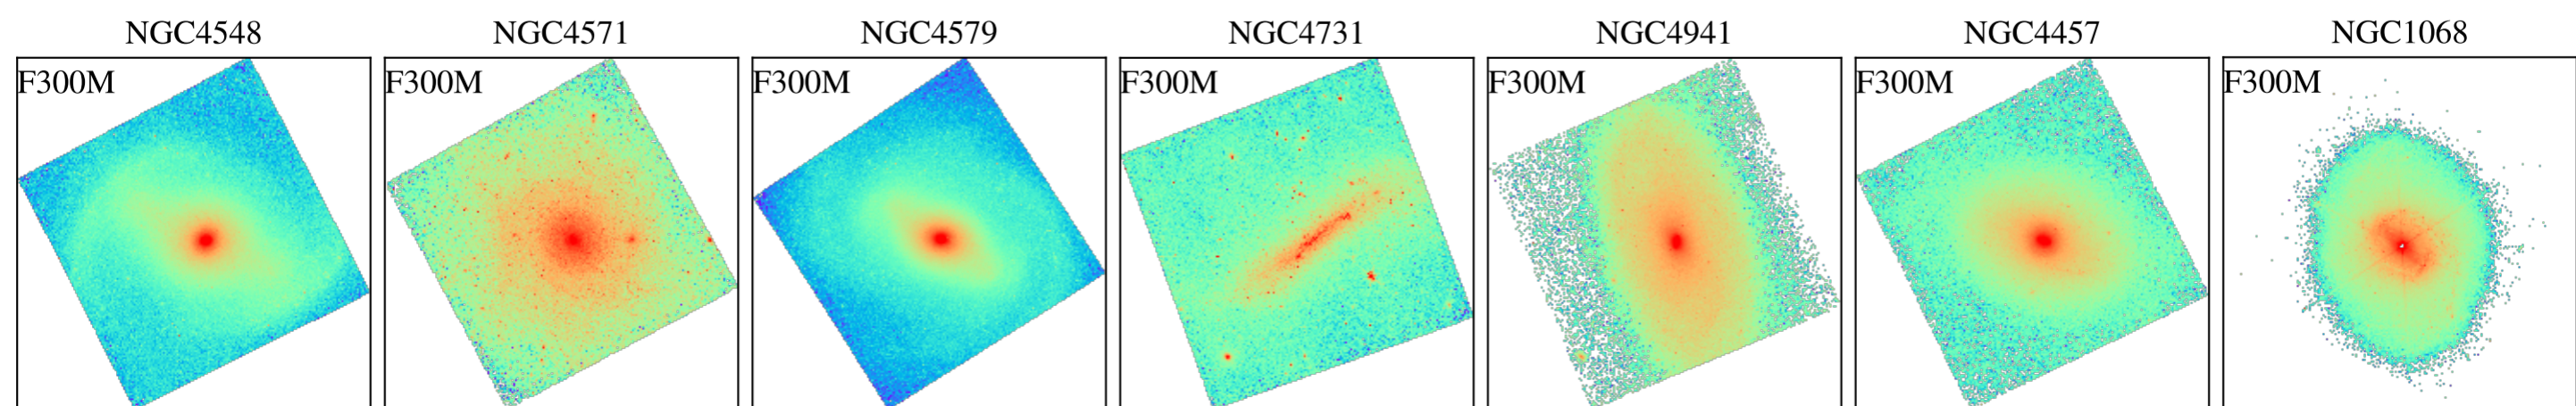 NGC4548 NGC4571 NGC4579 NGC4731 NGC4941 NGC4457 NGC1068
F300M F300M F300M F300M F300M F300M F300M